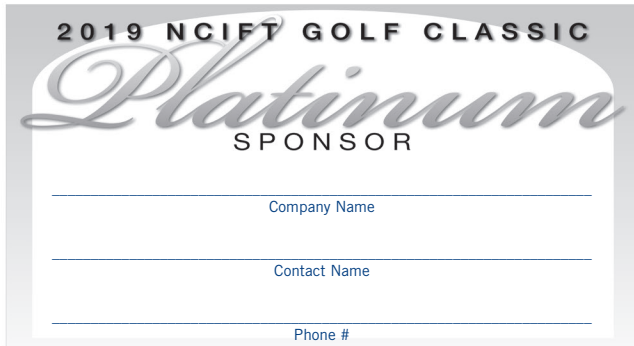 2019 NCIFT GOLF CLASSIC
Platinum
SPONSOR
Company Name
Contact Name
Phone #